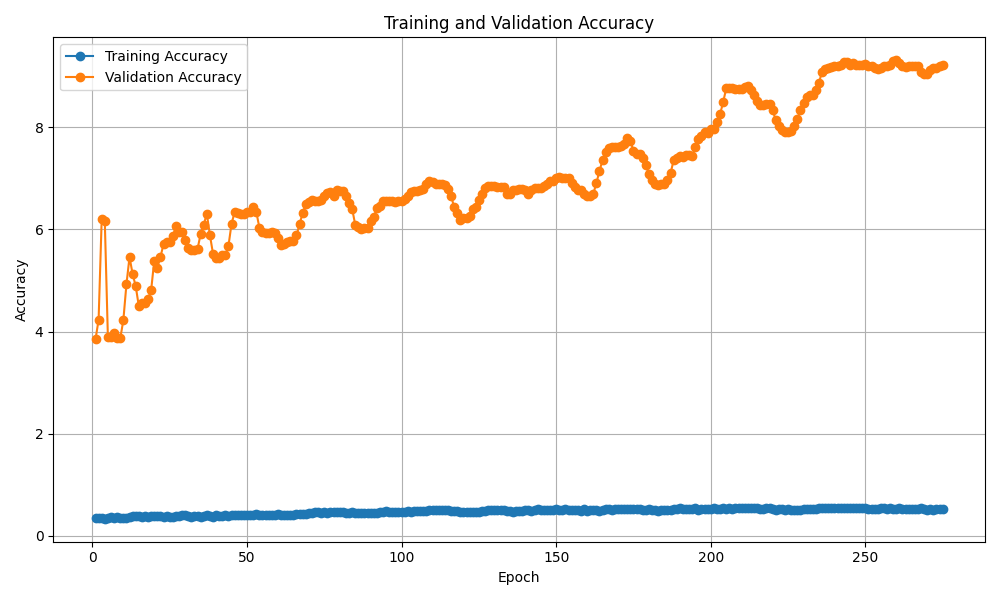 Training and Validation Accuracy
Training Accuracy
Validation Accuracy
8
6
4
2
0
Accuracy
0 50 100 150 200 250
Epoch